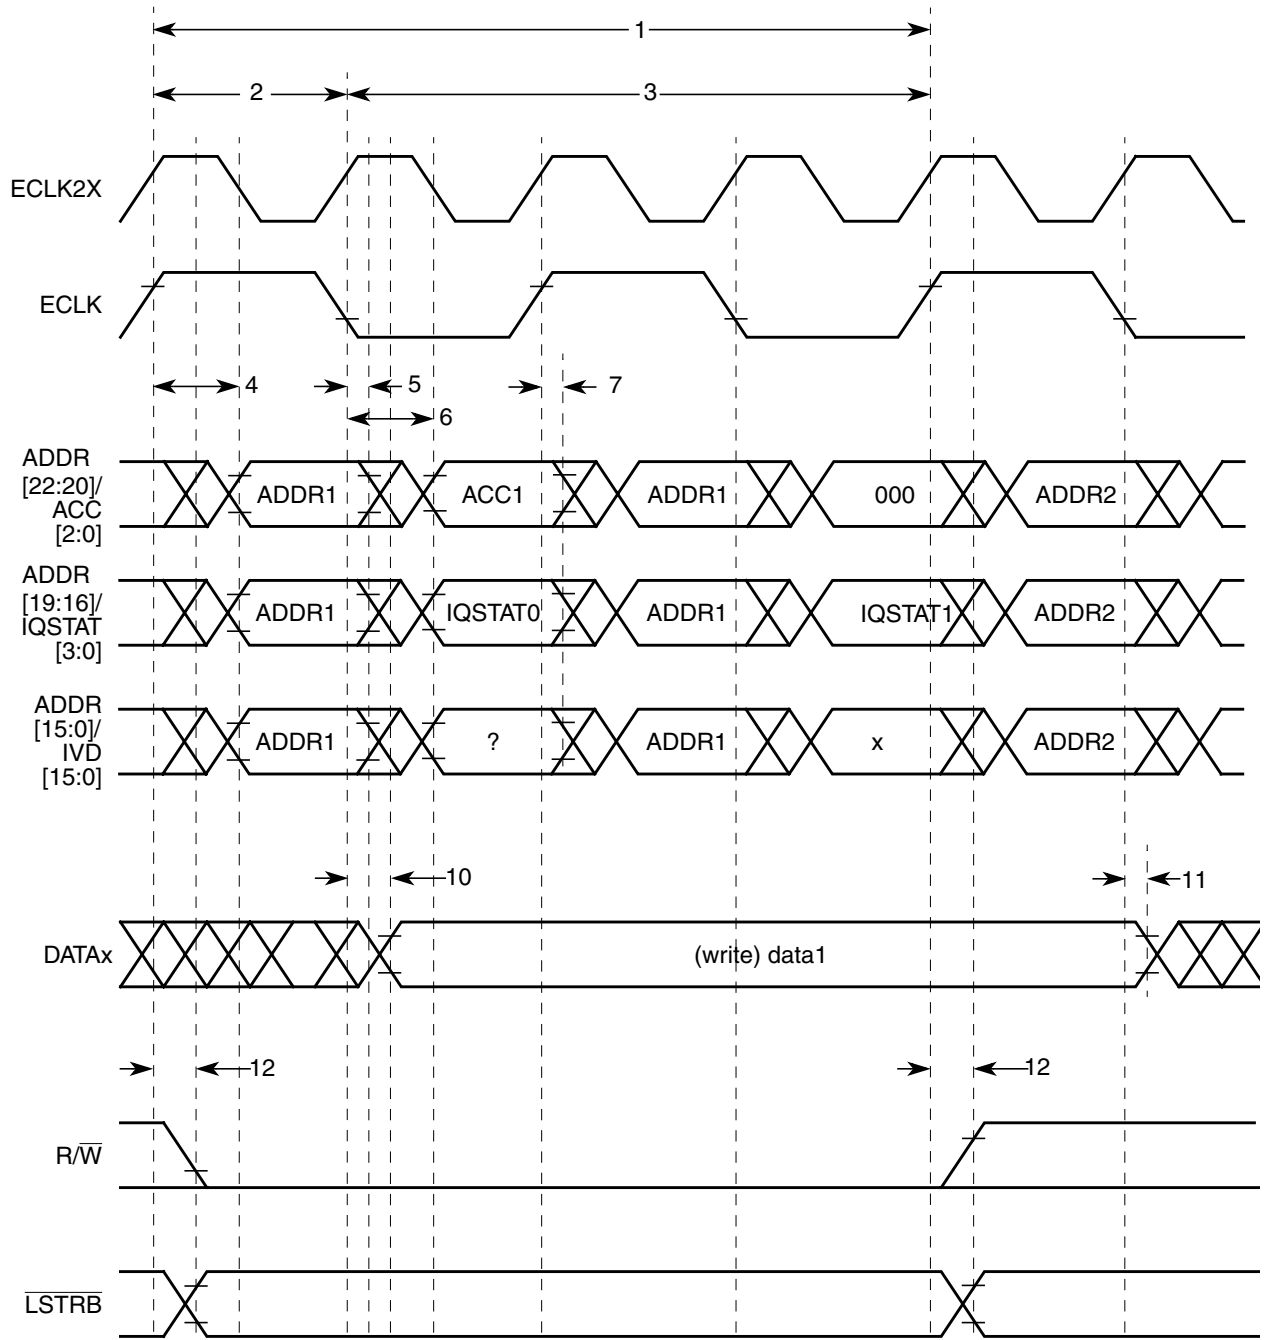 1
2 3
ECLK2X
ECLK
4 5 7
6
ADDR
[22:20]/
ACC
[2:0]
ADDR1 ACC1 ADDR1 000 ADDR2
ADDR
[19:16]/
IQSTAT
[3:0]
ADDR1 IQSTAT0 ADDR1 IQSTAT1 ADDR2
ADDR
[15:0]/
IVD
[15:0]
ADDR1 ? ADDR1 x ADDR2
10 11
DATAx
(write) data1
12 12
R/W̅
L̅S̅T̅R̅B̅